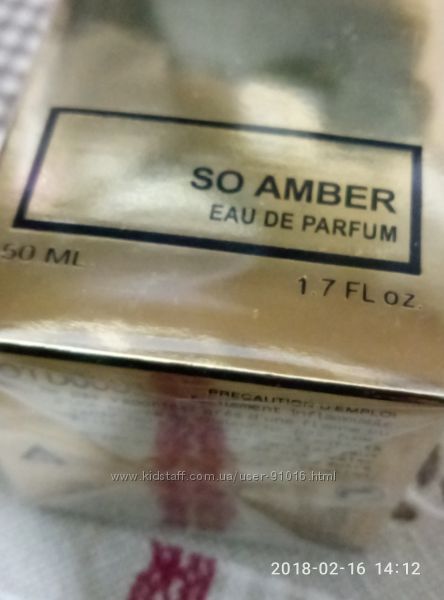 SO AMBER
EAU DE PARFUM
50 ML
1.7 FL oz.
PRECAUTION D'EMPLOI
www.kidstaff.com.ua/user-91016.html
2018-02-16 14:12